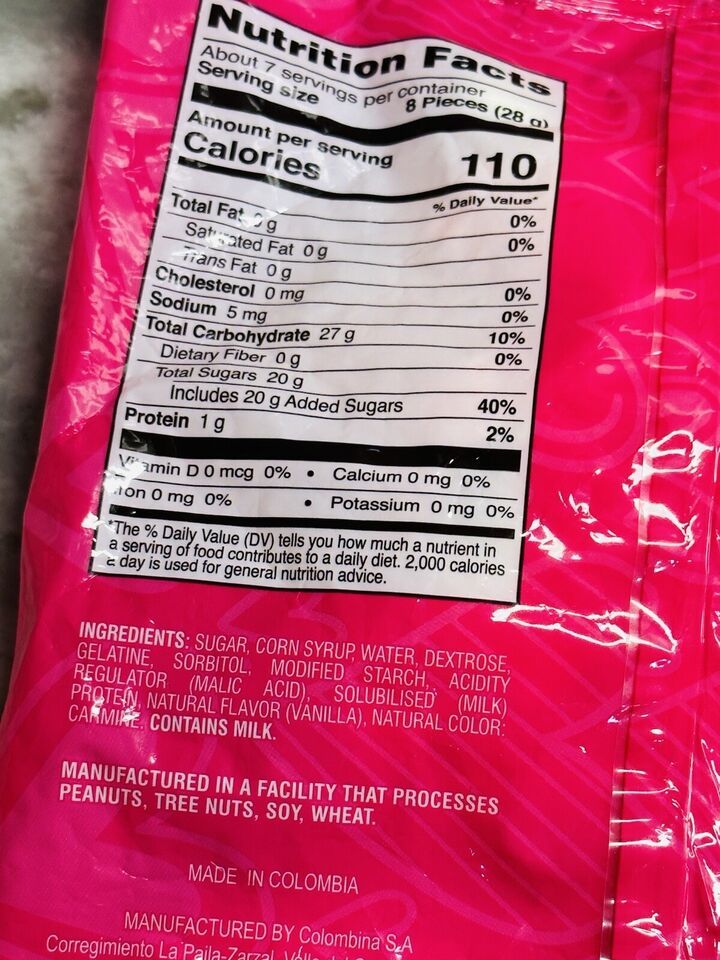 Nutrition Facts
About 7 servings per container
Serving size 8 Pieces (28 g)
Amount per serving
Calories 110
% Daily Value*
Total Fat 0 g 0%
Saturated Fat 0 g 0%
Trans Fat 0 g
Cholesterol 0 mg 0%
Sodium 5 mg 0%
Total Carbohydrate 27 g 10%
Dietary Fiber 0 g 0%
Total Sugars 20 g
Includes 20 g Added Sugars 40%
Protein 1 g 2%
Vitamin D 0 mcg 0% • Calcium 0 mg 0%
Iron 0 mg 0% • Potassium 0 mg 0%
*The % Daily Value (DV) tells you how much a nutrient in
a serving of food contributes to a daily diet. 2,000 calories
a day is used for general nutrition advice.
INGREDIENTS: SUGAR, CORN SYRUP, WATER, DEXTROSE,
GELATINE, SORBITOL, MODIFIED STARCH, ACIDITY
REGULATOR (MALIC ACID), SOLUBILISED (MILK)
PROTEIN, NATURAL FLAVOR (VANILLA), NATURAL COLOR:
CARMINE. CONTAINS MILK.
MANUFACTURED IN A FACILITY THAT PROCESSES
PEANUTS, TREE NUTS, SOY, WHEAT.
MADE IN COLOMBIA
MANUFACTURED BY Colombina S.A
Corregimiento La Paila-Zarzal